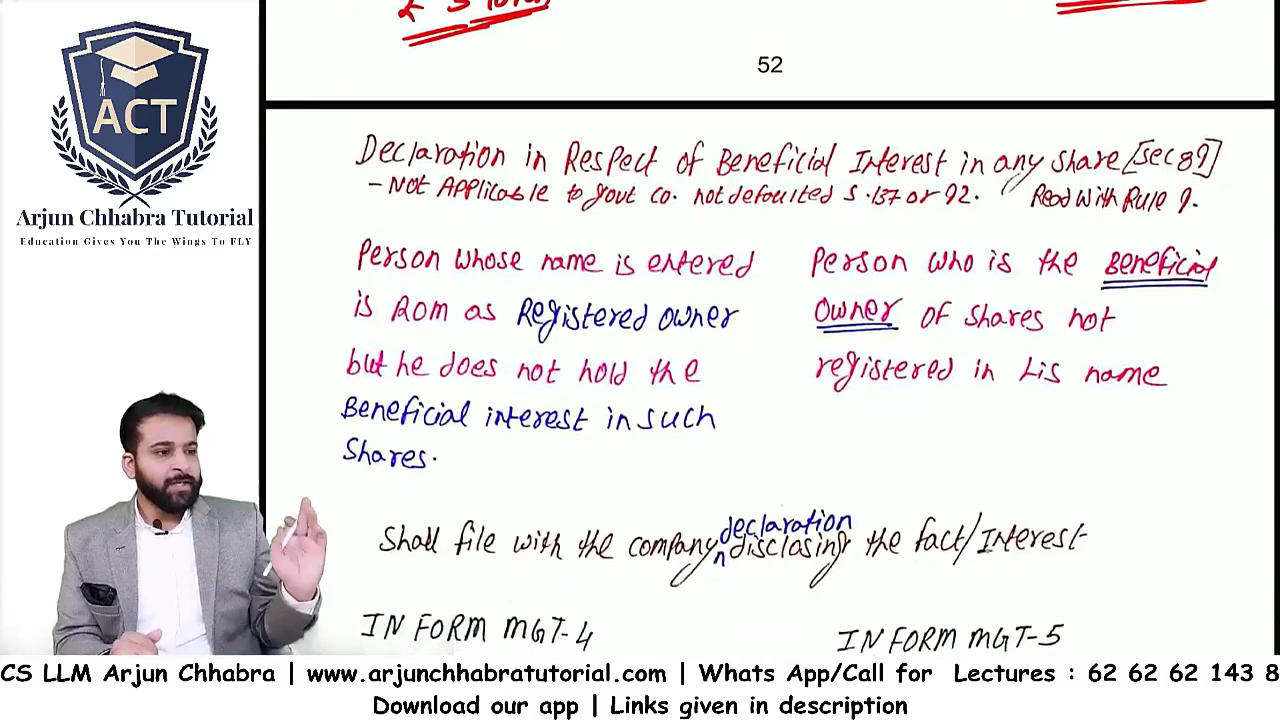 52
ACT
Arjun Chhabra Tutorial
Education Gives You The Wings To FLY
Declaration in Respect of Beneficial Interest in any share [Sec 89]
- Not Applicable to Govt Co. not defaulted S.137 or 92. Read with Rule 9.
Person whose name is entered
is ROM as Registered owner
but he does not hold the
Beneficial interest in such
Shares.
Person who is the Beneficial
Owner of shares not
registered in his name
declaration
Shall file with the company disclosing the fact/Interest
IN FORM MGT-4
IN FORM MGT-5
CS LLM Arjun Chhabra | www.arjunchhabratutorial.com | Whats App/Call for Lectures : 62 62 62 143 8
Download our app | Links given in description